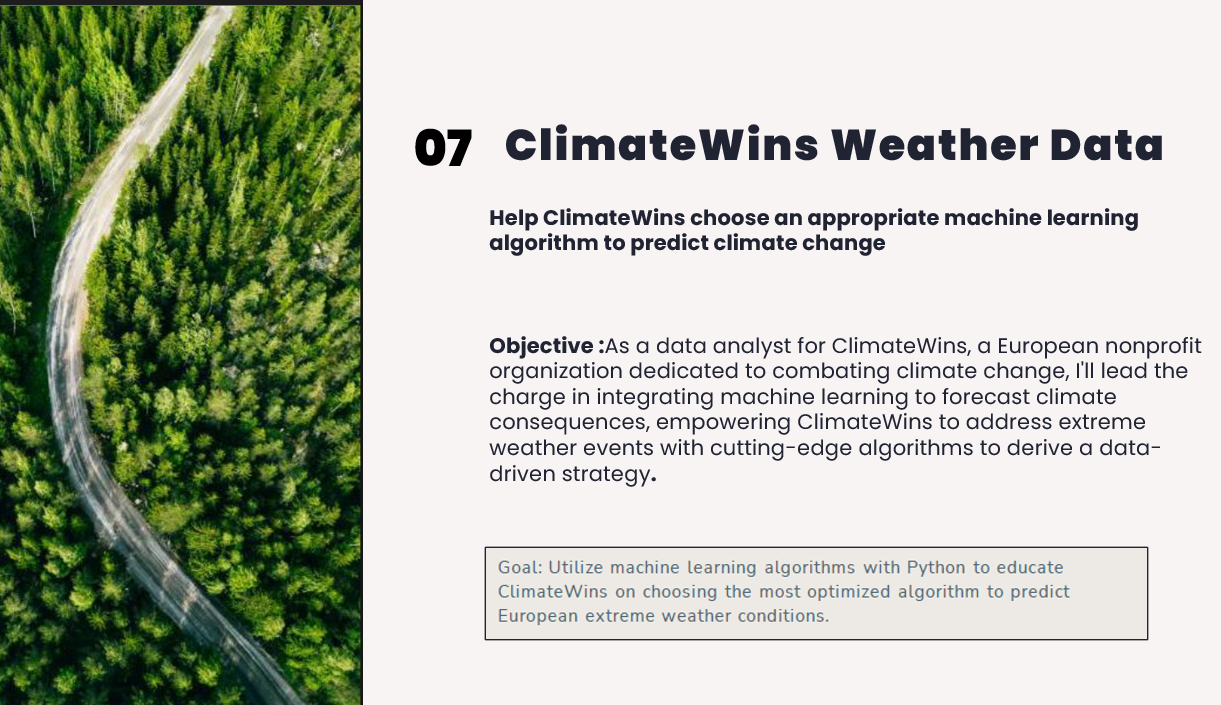 07 ClimateWins Weather Data
Help ClimateWins choose an appropriate machine learning
algorithm to predict climate change
Objective :As a data analyst for ClimateWins, a European nonprofit
organization dedicated to combating climate change, I'll lead the
charge in integrating machine learning to forecast climate
consequences, empowering ClimateWins to address extreme
weather events with cutting-edge algorithms to derive a data-
driven strategy.
Goal: Utilize machine learning algorithms with Python to educate
ClimateWins on choosing the most optimized algorithm to predict
European extreme weather conditions.